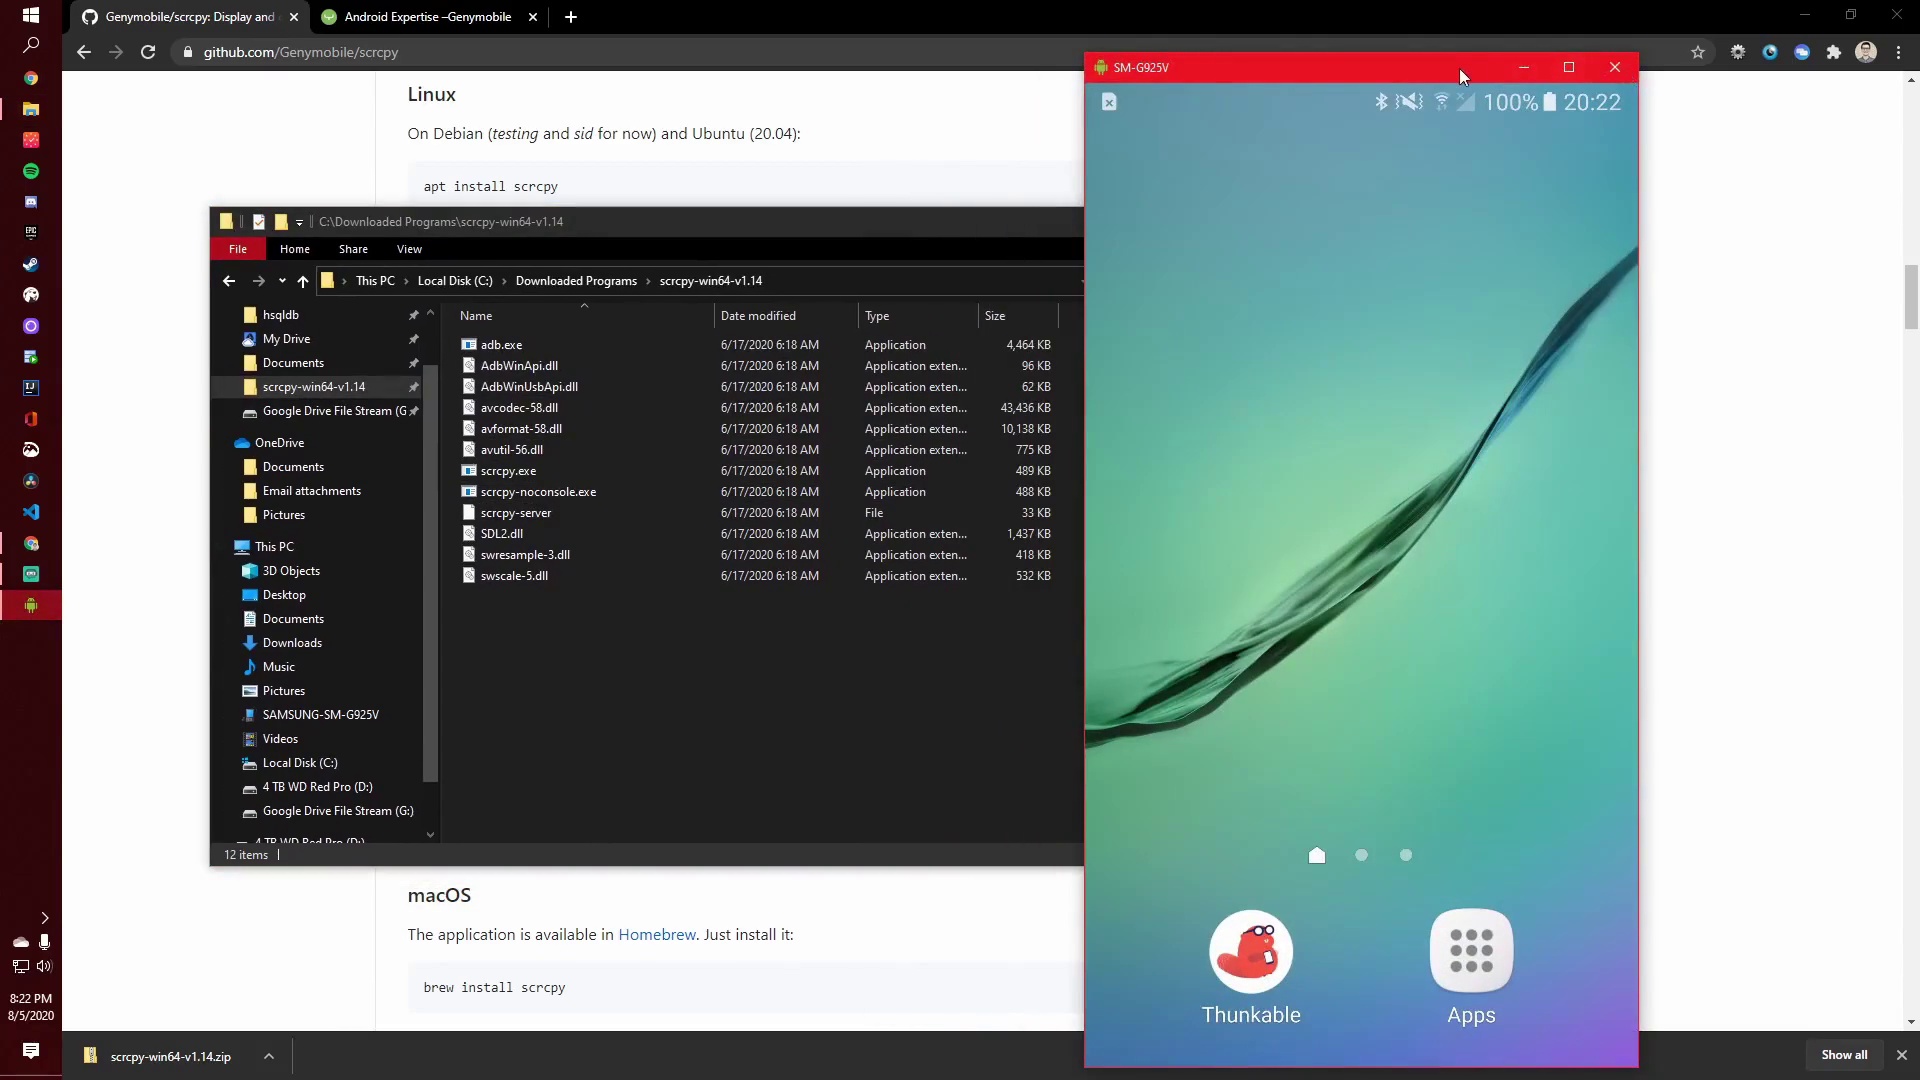 Genymobile/scrcpy: Display and
Android Expertise –Genymobile
github.com/Genymobile/scrcpy
Linux
On Debian (testing and sid for now) and Ubuntu (20.04):
apt install scrcpy
C:\Downloaded Programs\scrcpy-win64-v1.14
File Home Share View
This PC Local Disk (C:) Downloaded Programs scrcpy-win64-v1.14
hsqldb
My Drive
Documents
scrcpy-win64-v1.14
Google Drive File Stream (G
OneDrive
Documents
Email attachments
Pictures
This PC
3D Objects
Desktop
Documents
Downloads
Music
Pictures
SAMSUNG-SM-G925V
Videos
Local Disk (C:)
4 TB WD Red Pro (D:)
Google Drive File Stream (G:)
4 TB WD Red Pro (D:)
Name Date modified Type Size
adb.exe 6/17/2020 6:18 AM Application 4,464 KB
AdbWinApi.dll 6/17/2020 6:18 AM Application exten... 96 KB
AdbWinUsbApi.dll 6/17/2020 6:18 AM Application exten... 62 KB
avcodec-58.dll 6/17/2020 6:18 AM Application exten... 43,436 KB
avformat-58.dll 6/17/2020 6:18 AM Application exten... 10,138 KB
avutil-56.dll 6/17/2020 6:18 AM Application exten... 775 KB
scrcpy.exe 6/17/2020 6:18 AM Application 489 KB
scrcpy-noconsole.exe 6/17/2020 6:18 AM Application 488 KB
scrcpy-server 6/17/2020 6:18 AM File 33 KB
SDL2.dll 6/17/2020 6:18 AM Application exten... 1,437 KB
swresample-3.dll 6/17/2020 6:18 AM Application exten... 418 KB
swscale-5.dll 6/17/2020 6:18 AM Application exten... 532 KB
12 items
SM-G925V
100% 20:22
Thunkable
Apps
macOS
The application is available in Homebrew. Just install it:
brew install scrcpy
EPIC
IJ
8:22 PM
8/5/2020
scrcpy-win64-v1.14.zip
Show all